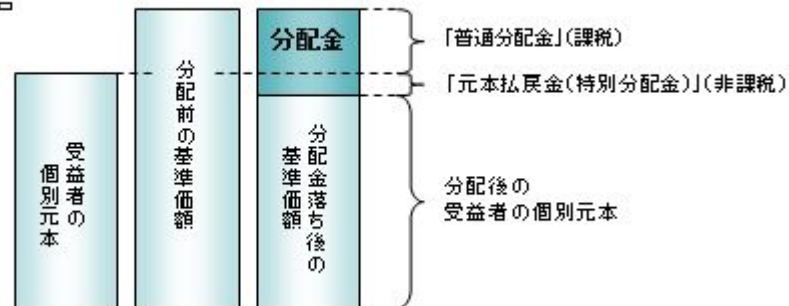 分配金
「普通分配金」(課税)
「元本払戻金(特別分配金)」(非課税)
受益者の
個別元本
分配前の基準価額
分配金落ち後の
基準価額
分配後の
受益者の個別元本